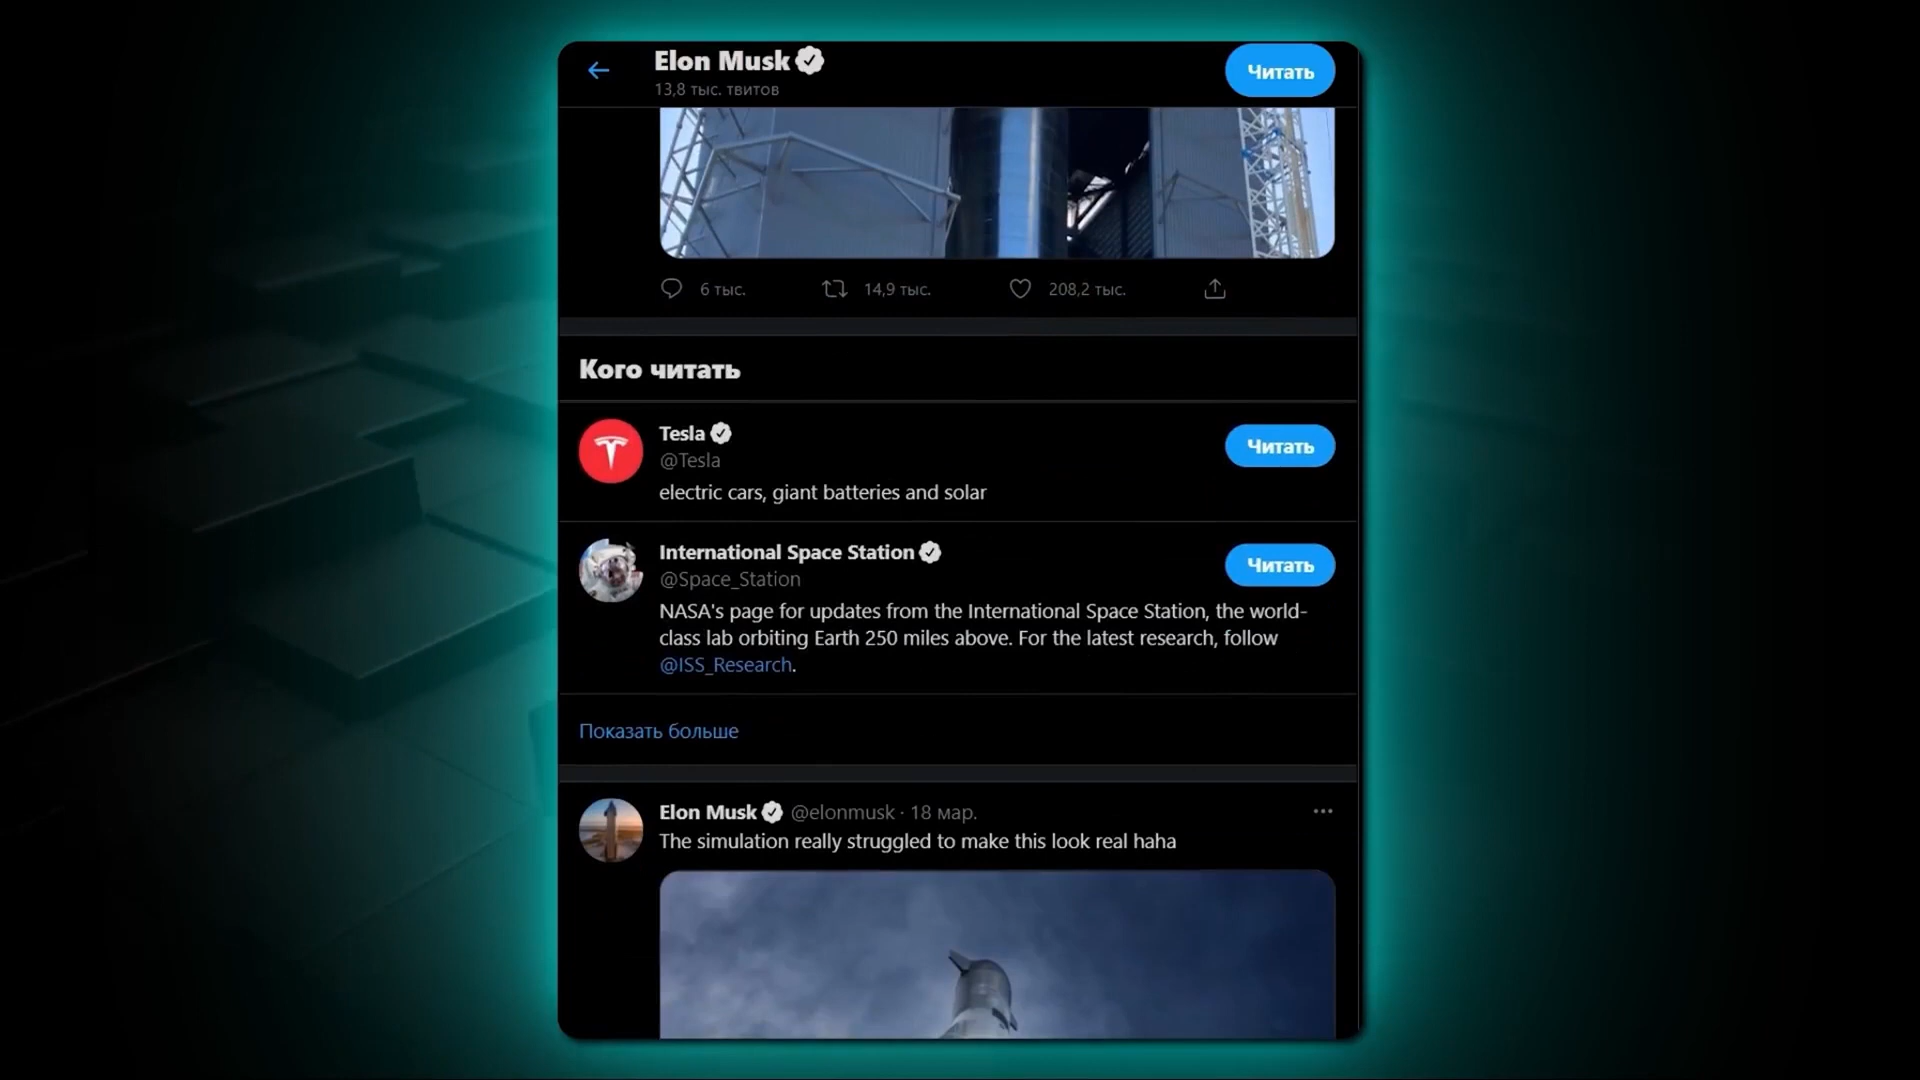 Elon Musk
Читать
13,8 тыс. твитов
6 тыс.
14,9 тыс.
208,2 тыс.
Кого читать
Tesla
@Tesla
Читать
electric cars, giant batteries and solar
International Space Station
@Space_Station
Читать
NASA's page for updates from the International Space Station, the world-
class lab orbiting Earth 250 miles above. For the latest research, follow
@ISS_Research.
Показать больше
Elon Musk @elonmusk · 18 мар.
The simulation really struggled to make this look real haha